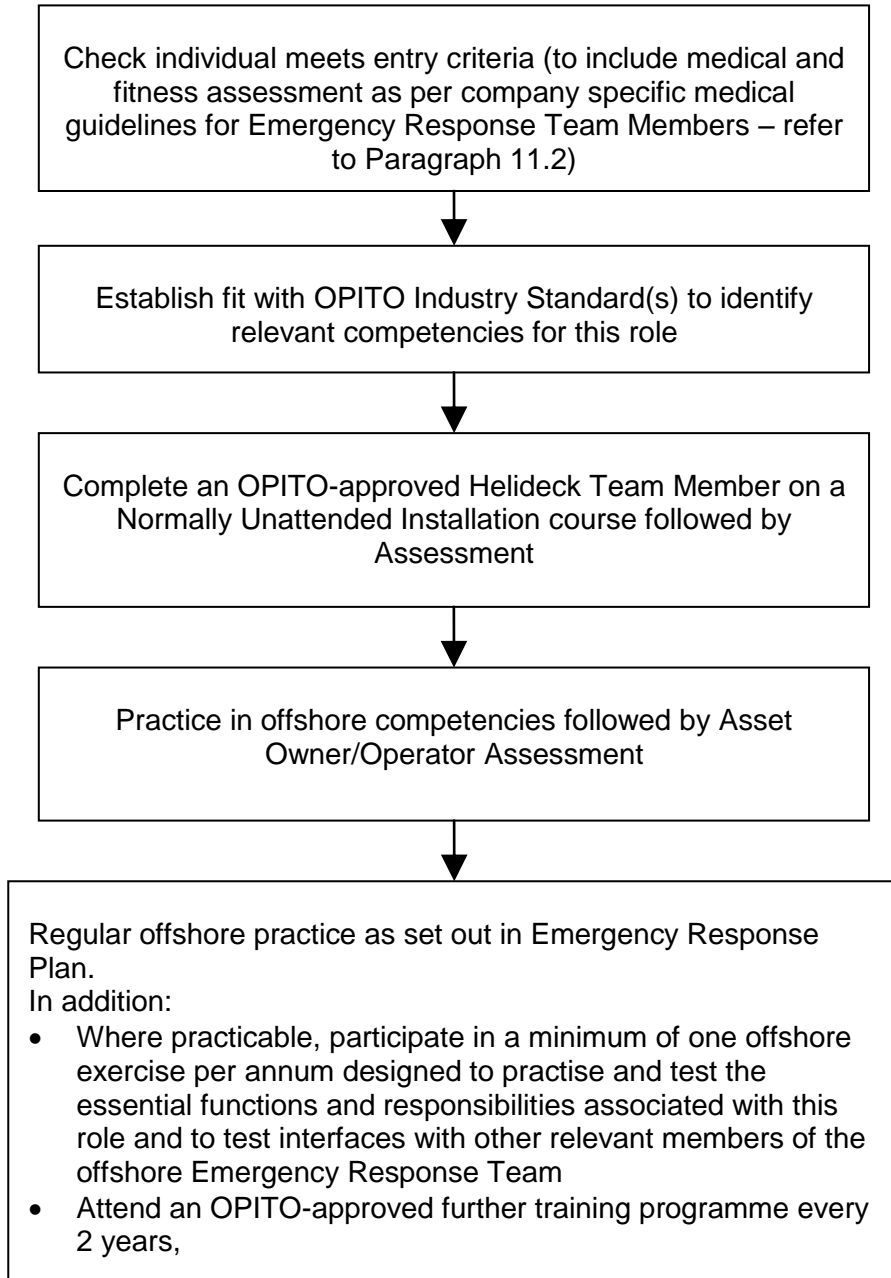 Check individual meets entry criteria (to include medical and
fitness assessment as per company specific medical
guidelines for Emergency Response Team Members – refer
to Paragraph 11.2)
Establish fit with OPITO Industry Standard(s) to identify
relevant competencies for this role
Complete an OPITO-approved Helideck Team Member on a
Normally Unattended Installation course followed by
Assessment
Practice in offshore competencies followed by Asset
Owner/Operator Assessment
Regular offshore practice as set out in Emergency Response
Plan.
In addition:
• Where practicable, participate in a minimum of one offshore
exercise per annum designed to practise and test the
essential functions and responsibilities associated with this
role and to test interfaces with other relevant members of the
offshore Emergency Response Team
• Attend an OPITO-approved further training programme every
2 years,